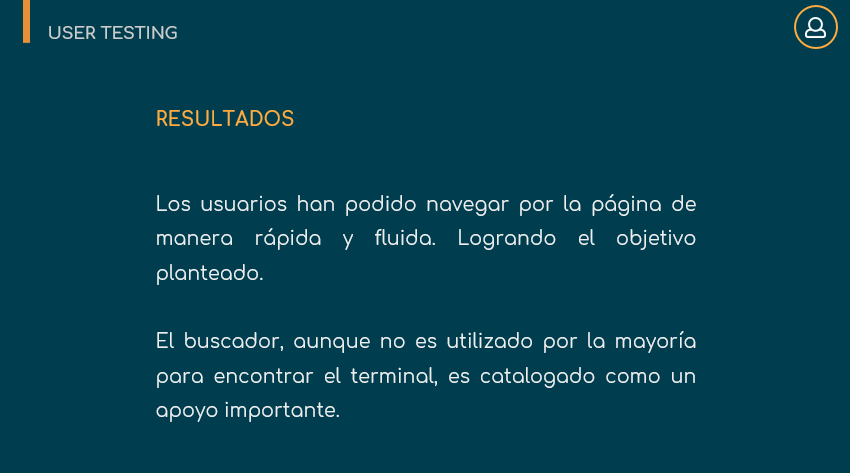 USER TESTING
RESULTADOS
Los usuarios han podido navegar por la página de
manera rápida y fluida. Logrando el objetivo
planteado.
El buscador, aunque no es utilizado por la mayoría
para encontrar el terminal, es catalogado como un
apoyo importante.